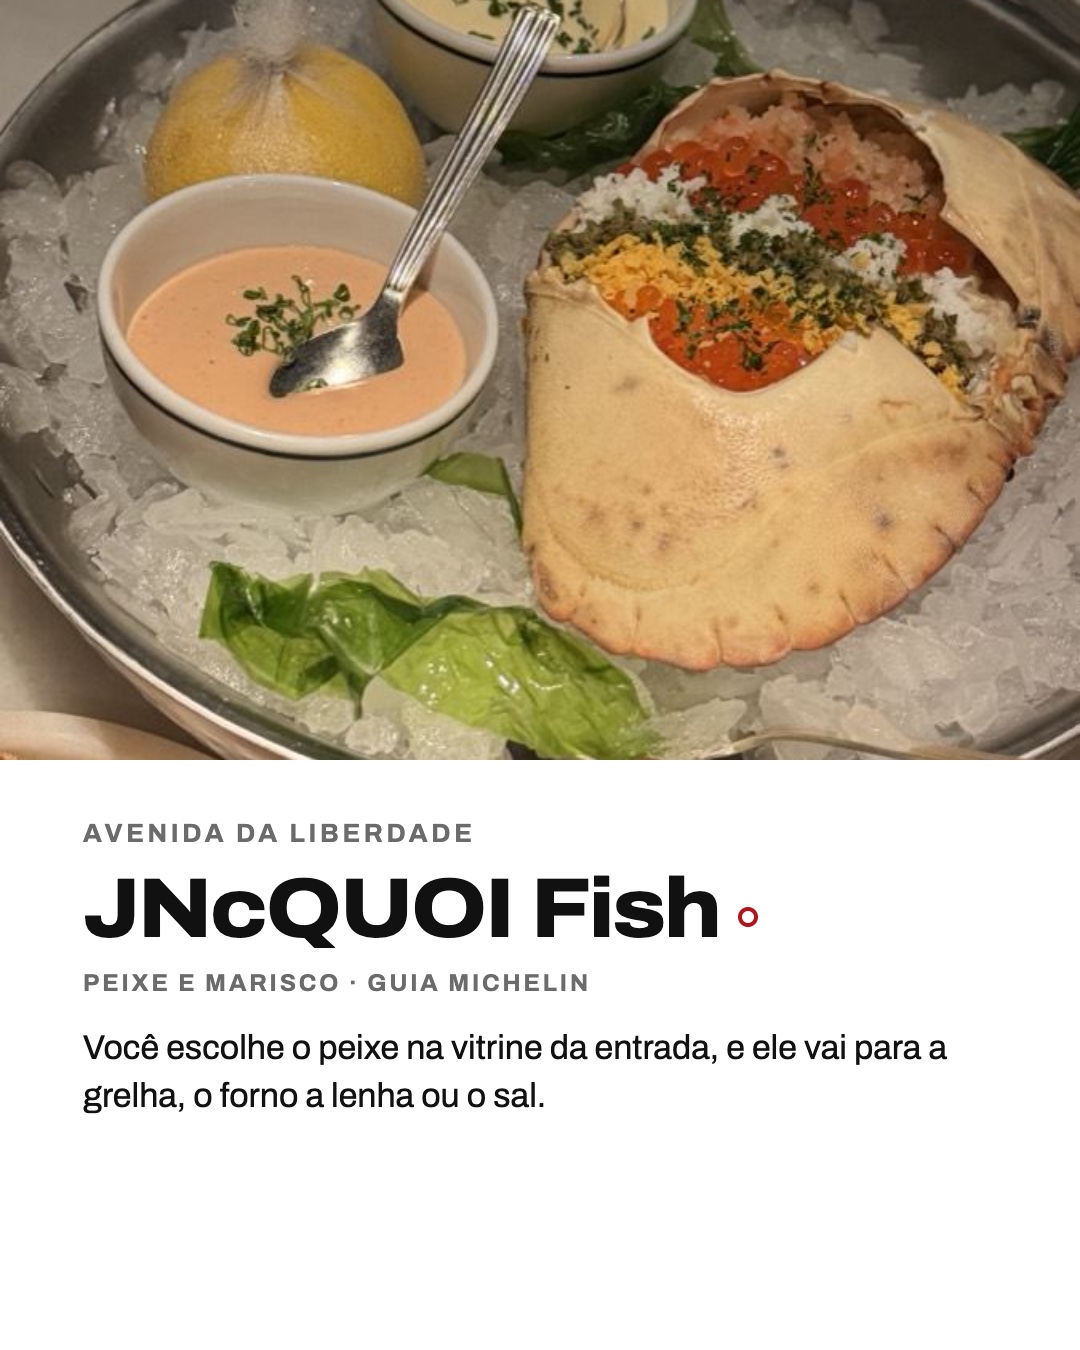 AVENIDA DA LIBERDADE
JNcQUOI Fish
PEIXE E MARISCO · GUIA MICHELIN
Você escolhe o peixe na vitrine da entrada, e ele vai para a
grelha, o forno a lenha ou o sal.